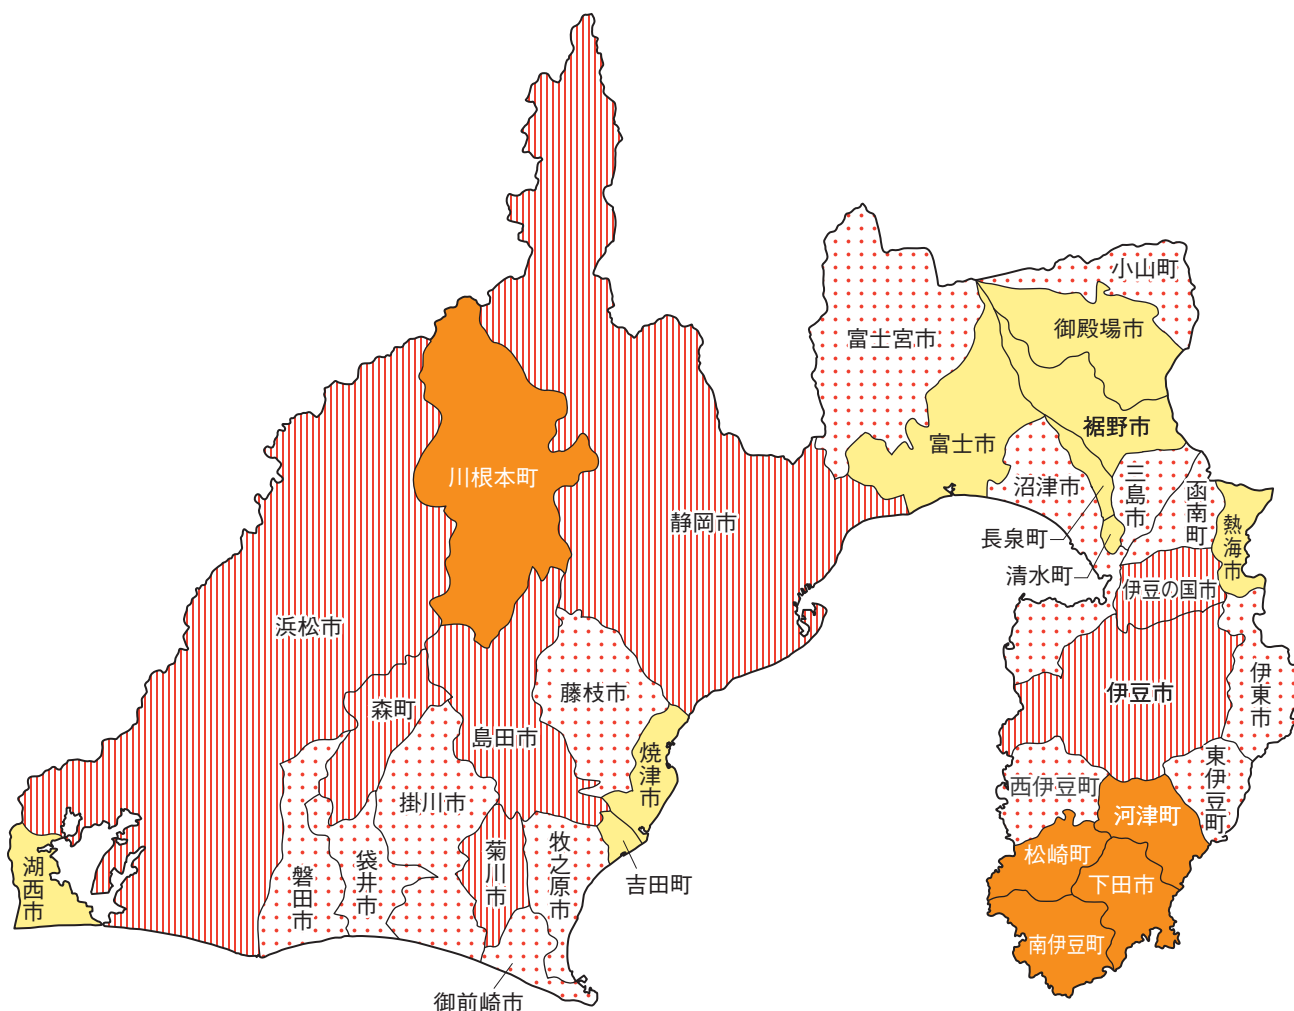 小山町
御殿場市
富士宮市
裾野市
富士市
川根本町
三島市
沼津市
函南町
静岡市
熱海市
長泉町
清水町
伊豆の国市
浜松市
伊豆市
伊東市
藤枝市
森町
島田市
焼津市
東伊豆町
西伊豆町
掛川市
河津町
牧之原市
菊川市
松崎町
湖西市
袋井市
磐田市
下田市
吉田町
南伊豆町
御前崎市